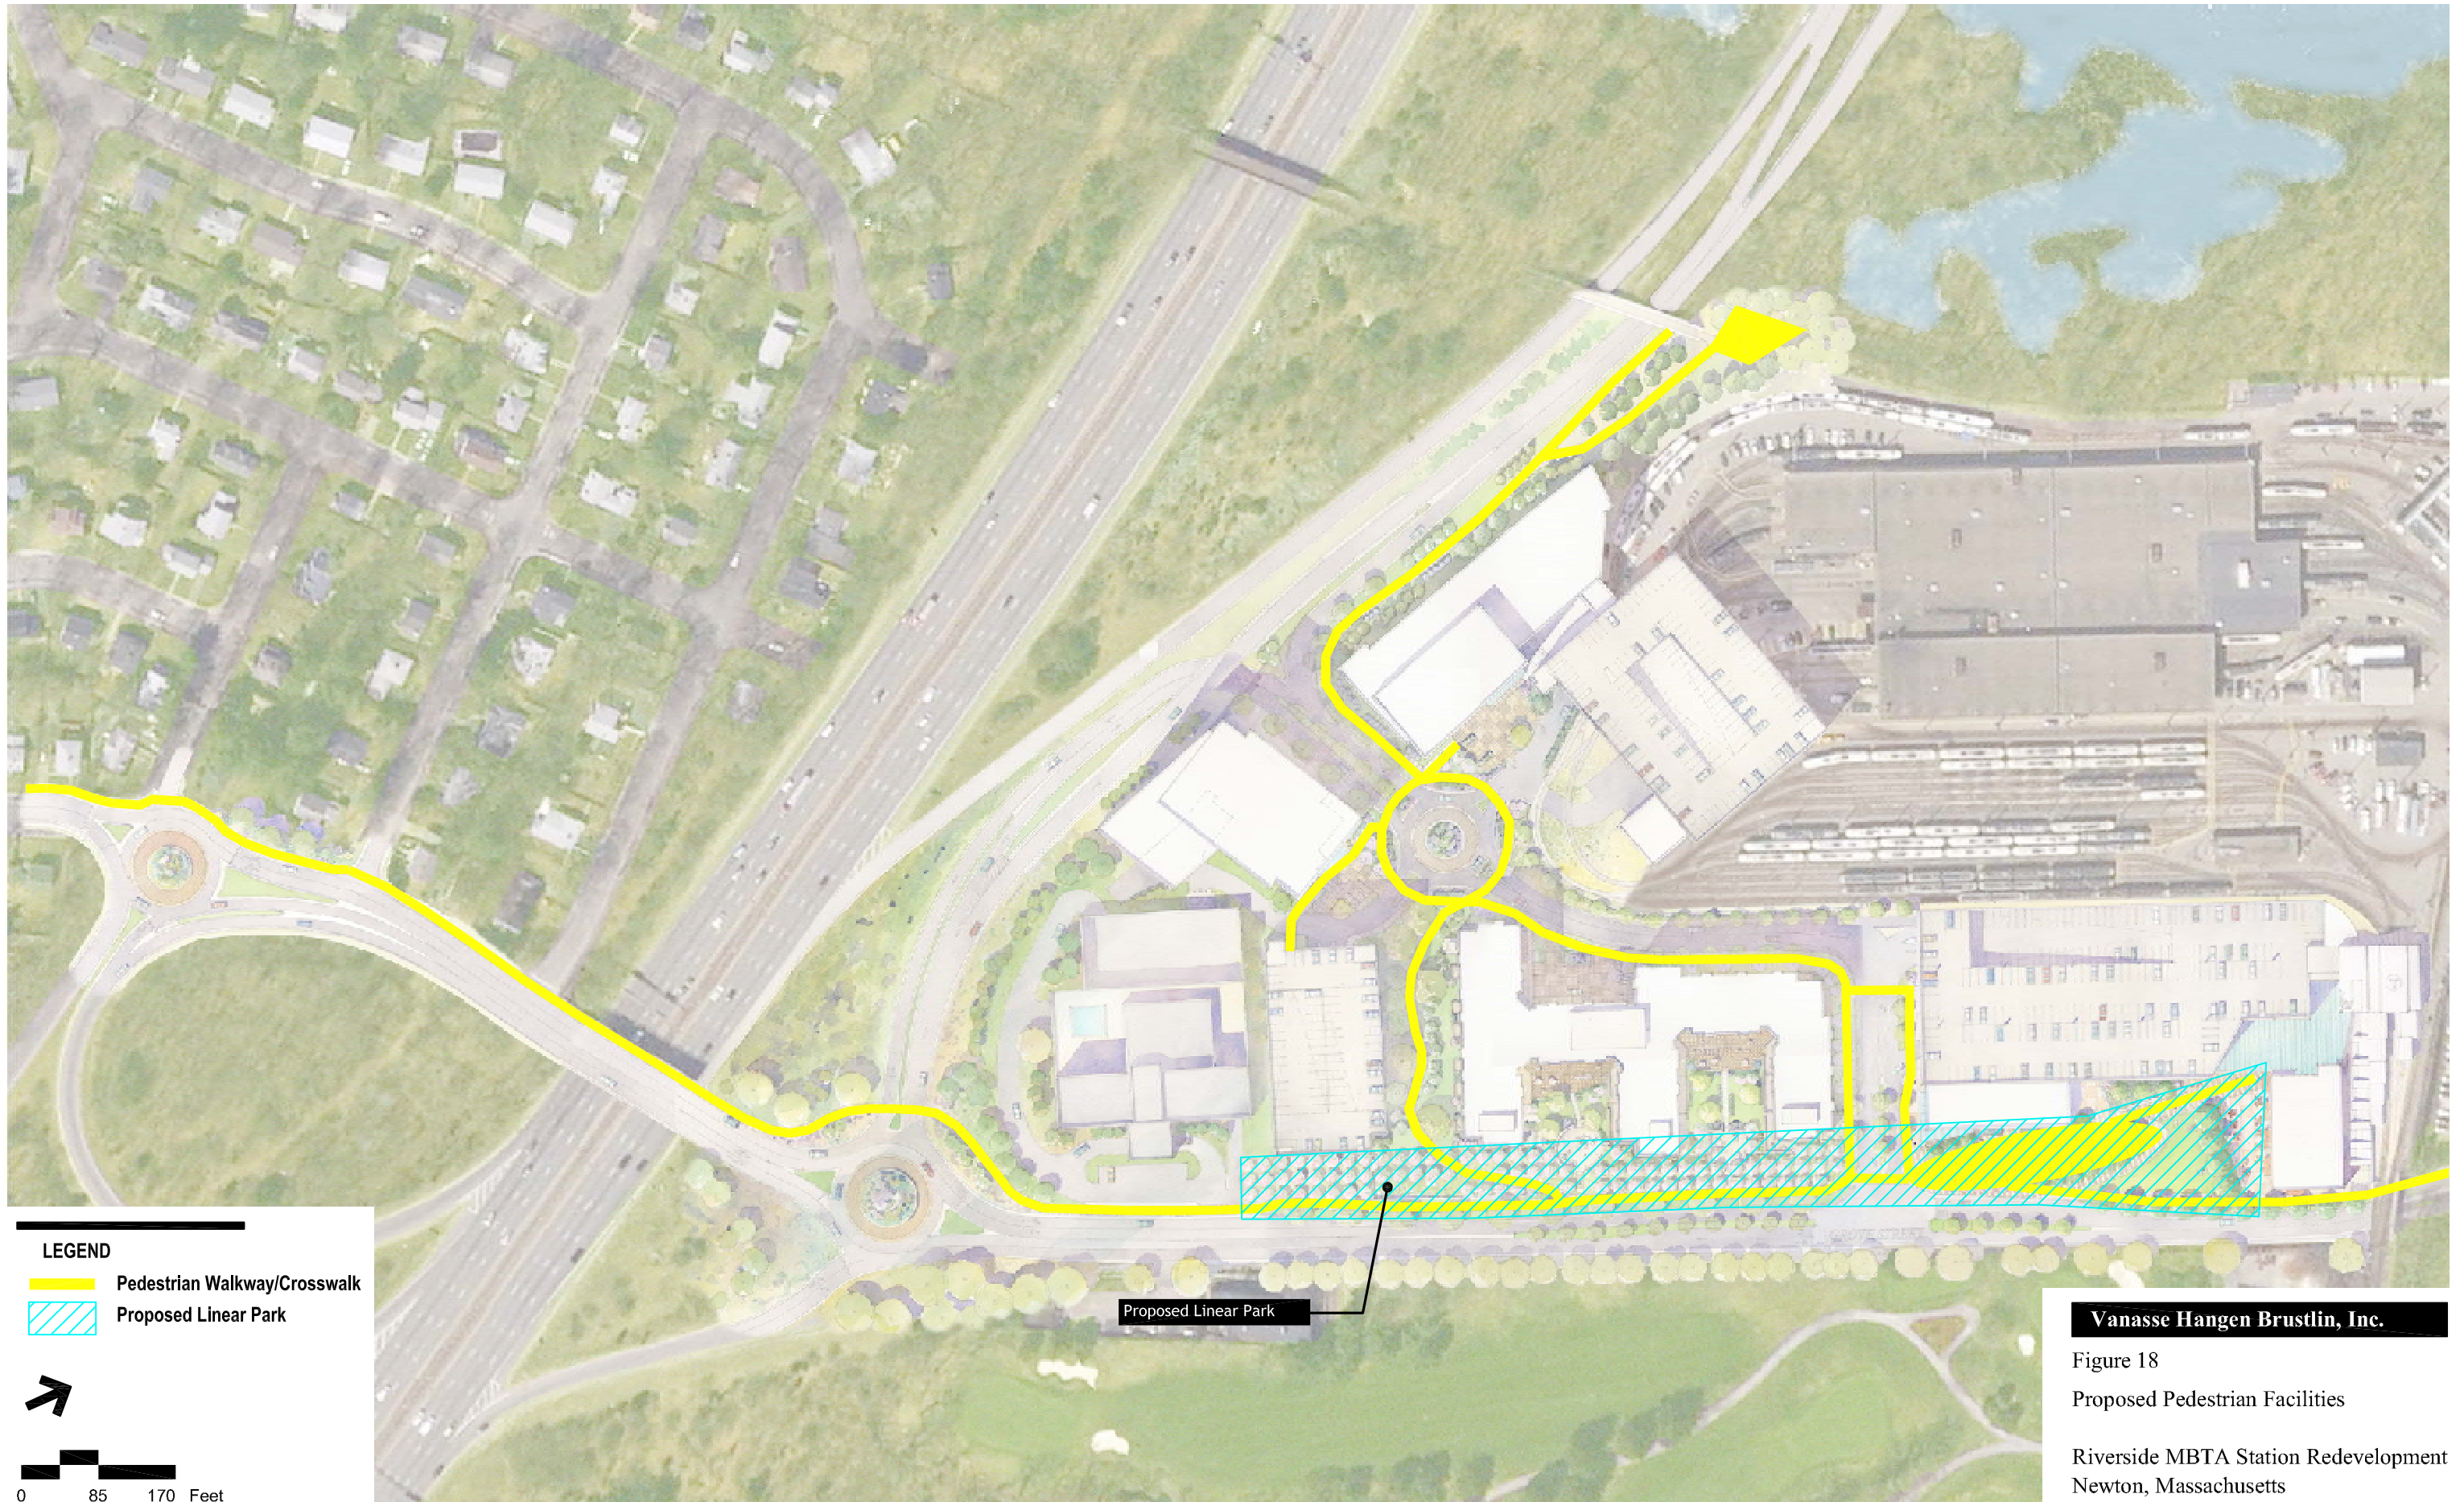 LEGEND
Pedestrian Walkway/Crosswalk
Proposed Linear Park
0 85 170 Feet
Proposed Linear Park
Vanasse Hangen Brustlin, Inc.
Figure 18
Proposed Pedestrian Facilities
Riverside MBTA Station Redevelopment
Newton, Massachusetts